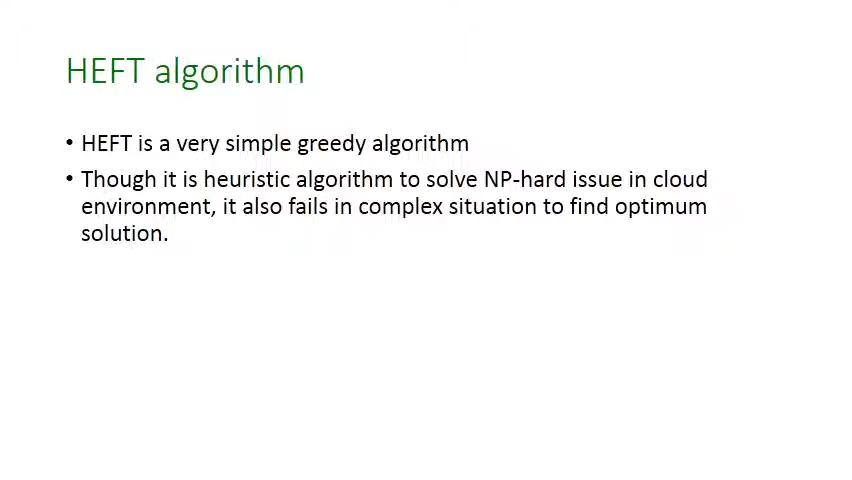 HEFT algorithm
• HEFT is a very simple greedy algorithm
• Though it is heuristic algorithm to solve NP-hard issue in cloud
environment, it also fails in complex situation to find optimum
solution.